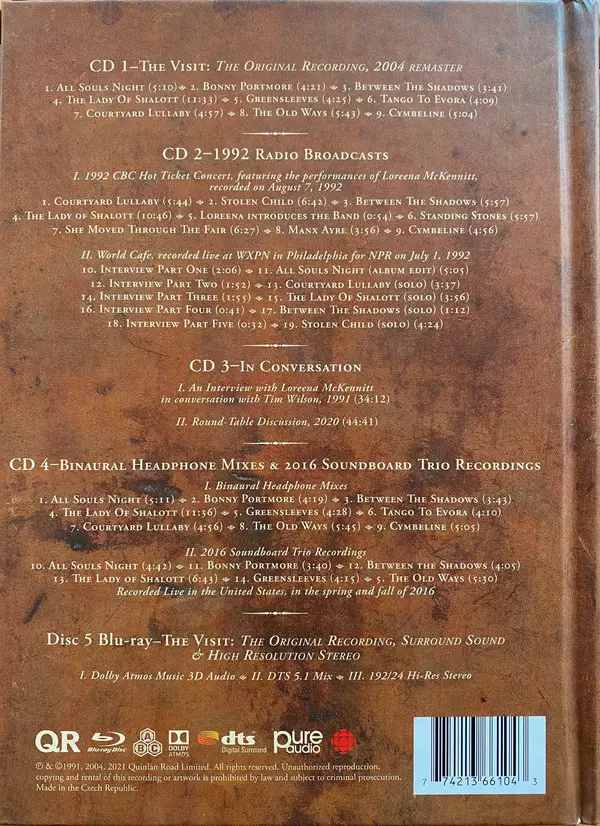 CD 1–The Visit: The Original Recording, 2004 remaster
1. All Souls Night (5:10) 2. Bonny Portmore (4:21) 3. Between The Shadows (3:41)
4. The Lady Of Shalott (11:33) 5. Greensleeves (4:25) 6. Tango To Evora (4:09)
7. Courtyard Lullaby (4:57) 8. The Old Ways (5:43) 9. Cymbeline (5:04)
CD 2–1992 Radio Broadcasts
I. 1992 CBC Hot Ticket Concert, featuring the performances of Loreena McKennitt,
recorded on August 7, 1992
1. Courtyard Lullaby (5:44) 2. Stolen Child (6:42) 3. Between The Shadows (5:57)
4. The Lady of Shalott (10:46) 5. Loreena introduces the Band (0:54) 6. Standing Stones (5:57)
7. She Moved Through The Fair (6:27) 8. Manx Ayre (3:56) 9. Cymbeline (4:56)
II. World Cafe, recorded live at WXPN in Philadelphia for NPR on July 1, 1992
10. Interview Part One (2:06) 11. All Souls Night (album edit) (5:05)
12. Interview Part Two (1:52) 13. Courtyard Lullaby (solo) (3:37)
14. Interview Part Three (1:55) 15. The Lady Of Shalott (solo) (3:56)
16. Interview Part Four (0:41) 17. Between The Shadows (solo) (1:12)
18. Interview Part Five (0:32) 19. Stolen Child (solo) (4:24)
CD 3–In Conversation
I. An Interview with Loreena McKennitt
in conversation with Tim Wilson, 1991 (34:12)
II. Round-Table Discussion, 2020 (44:41)
CD 4–Binaural Headphone Mixes & 2016 Soundboard Trio Recordings
I. Binaural Headphone Mixes
1. All Souls Night (5:11) 2. Bonny Portmore (4:19) 3. Between The Shadows (3:43)
4. The Lady Of Shalott (11:36) 5. Greensleeves (4:28) 6. Tango To Evora (4:10)
7. Courtyard Lullaby (4:56) 8. The Old Ways (5:45) 9. Cymbeline (5:05)
II. 2016 Soundboard Trio Recordings
10. All Souls Night (4:42) 11. Bonny Portmore (3:40) 12. Between the Shadows (4:05)
13. The Lady of Shalott (6:43) 14. Greensleeves (4:15) 5. The Old Ways (5:30)
Recorded Live in the United States, in the spring and fall of 2016
Disc 5 Blu-ray–The Visit: The Original Recording, Surround Sound
& High Resolution Stereo
I. Dolby Atmos Music 3D Audio II. DTS 5.1 Mix III. 192/24 Hi-Res Stereo
QR Blu-ray Disc A B C DOLBY ATMOS dts Digital Surround pure audio
℗ & ©1991, 2004, 2021 Quinlan Road Limited. All rights reserved. Unauthorized reproduction,
copying and rental of this recording or artwork is prohibited by law and subject to criminal prosecution.
Made in the Czech Republic.
7 74213 66104 3